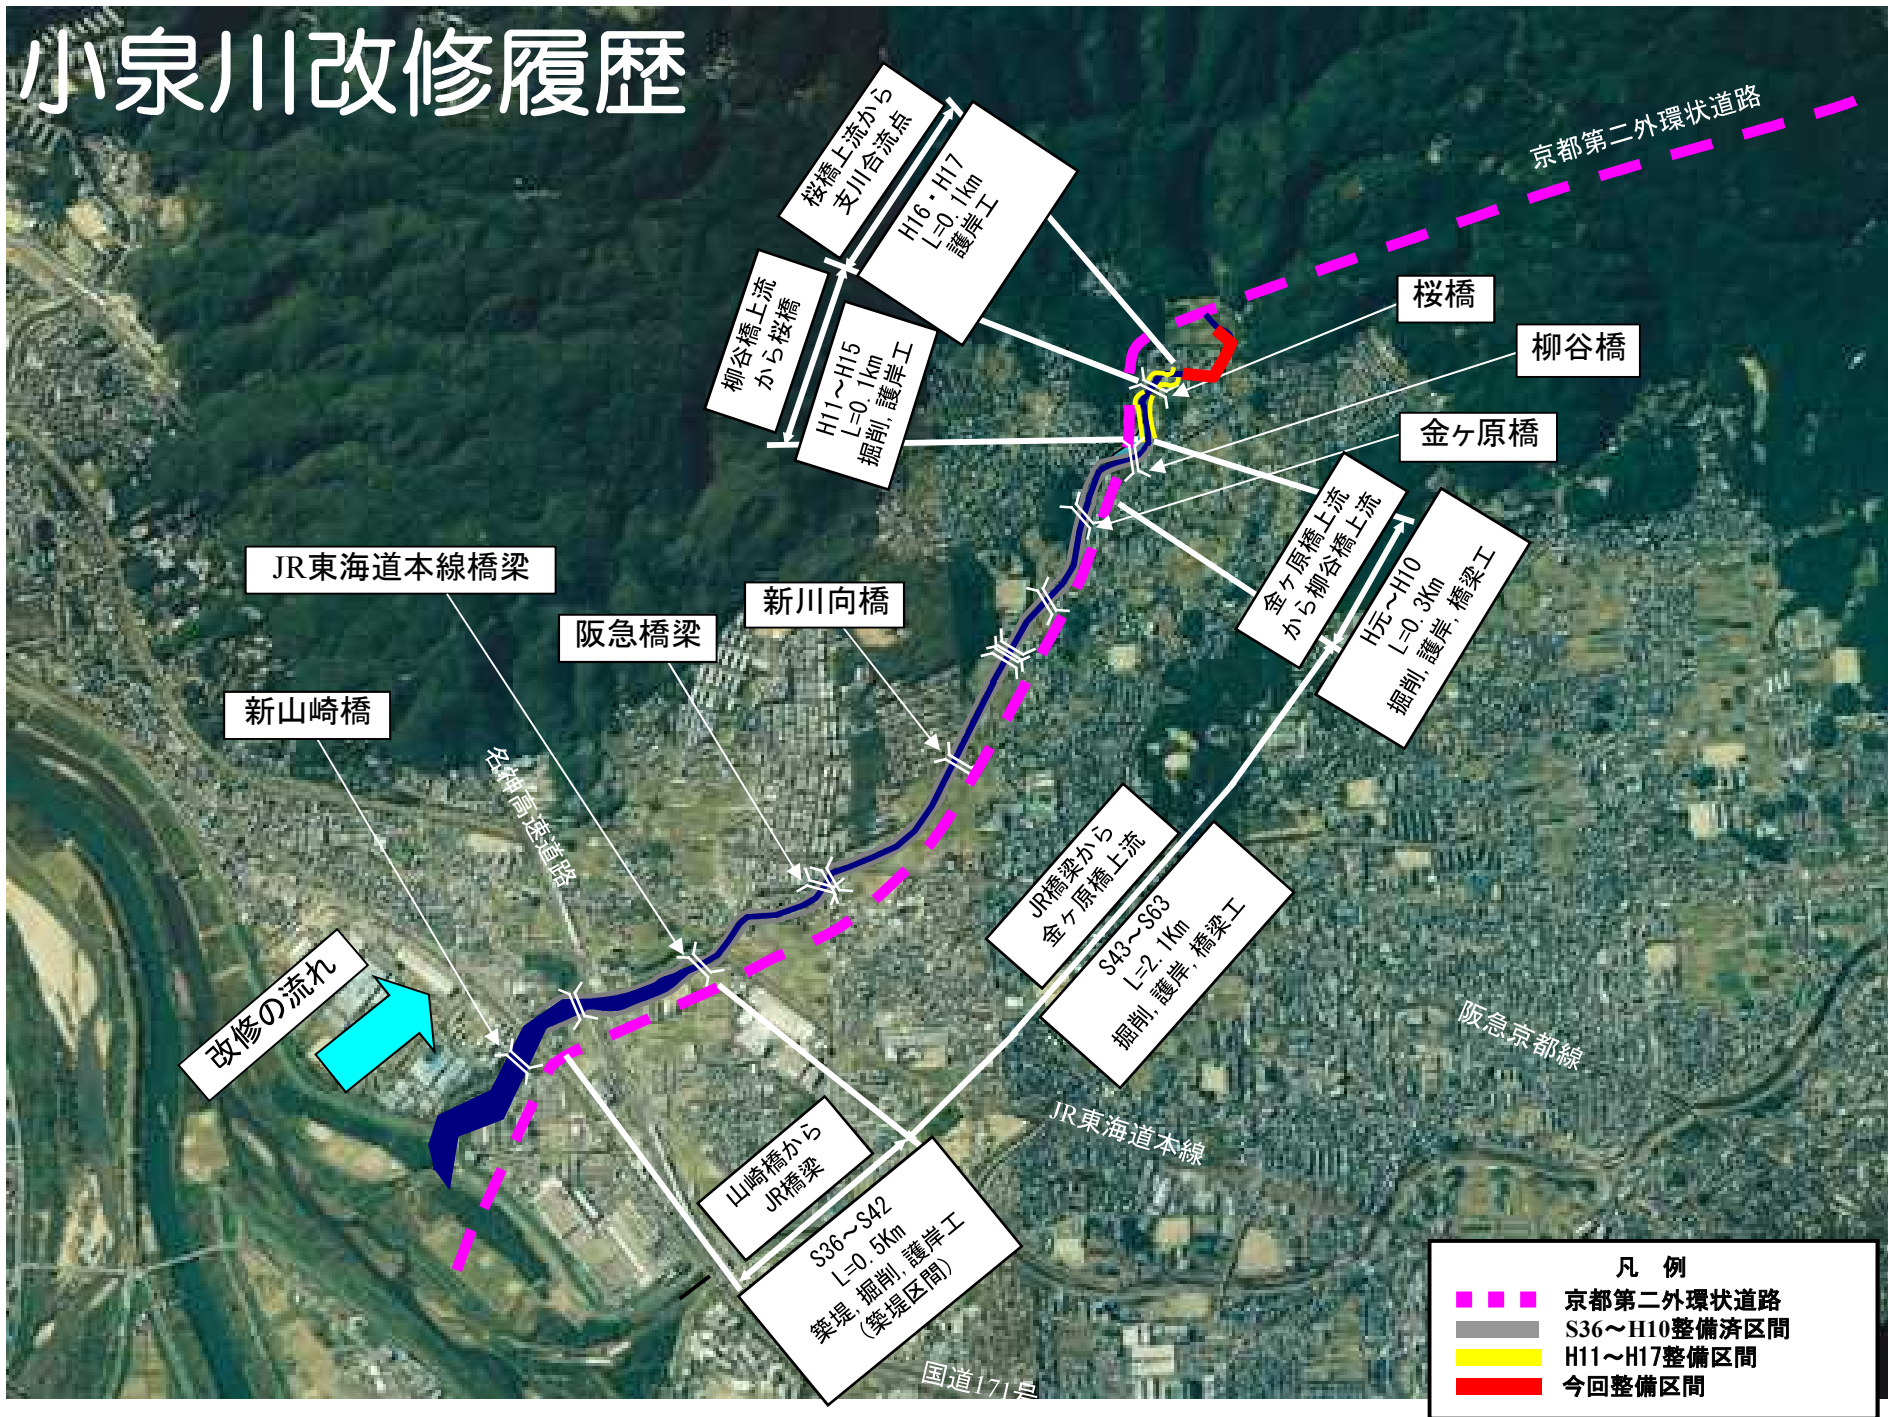 小泉川改修履歴
京都第二外環状道路
桜橋上流から
支川合流点
H16・H17
L=0.1km
護岸工
柳谷橋上流
から桜橋
H11～H15
L=0.1km
掘削,護岸工
桜橋
柳谷橋
金ヶ原橋
金ヶ原橋上流
から柳谷橋上流
H元～H10
L=0.3Km
掘削,護岸,橋梁工
JR東海道本線橋梁
阪急橋梁
新川向橋
新山崎橋
名神高速道路
JR橋梁から
金ヶ原橋上流
S43～S63
L=2.1Km
掘削,護岸,橋梁工
改修の流れ
阪急京都線
JR東海道本線
山崎橋から
JR橋梁
S36～S42
L=0.5Km
築堤,掘削,護岸工
(築堤区間)
国道171号
凡 例
京都第二外環状道路
S36～H10整備済区間
H11～H17整備区間
今回整備区間